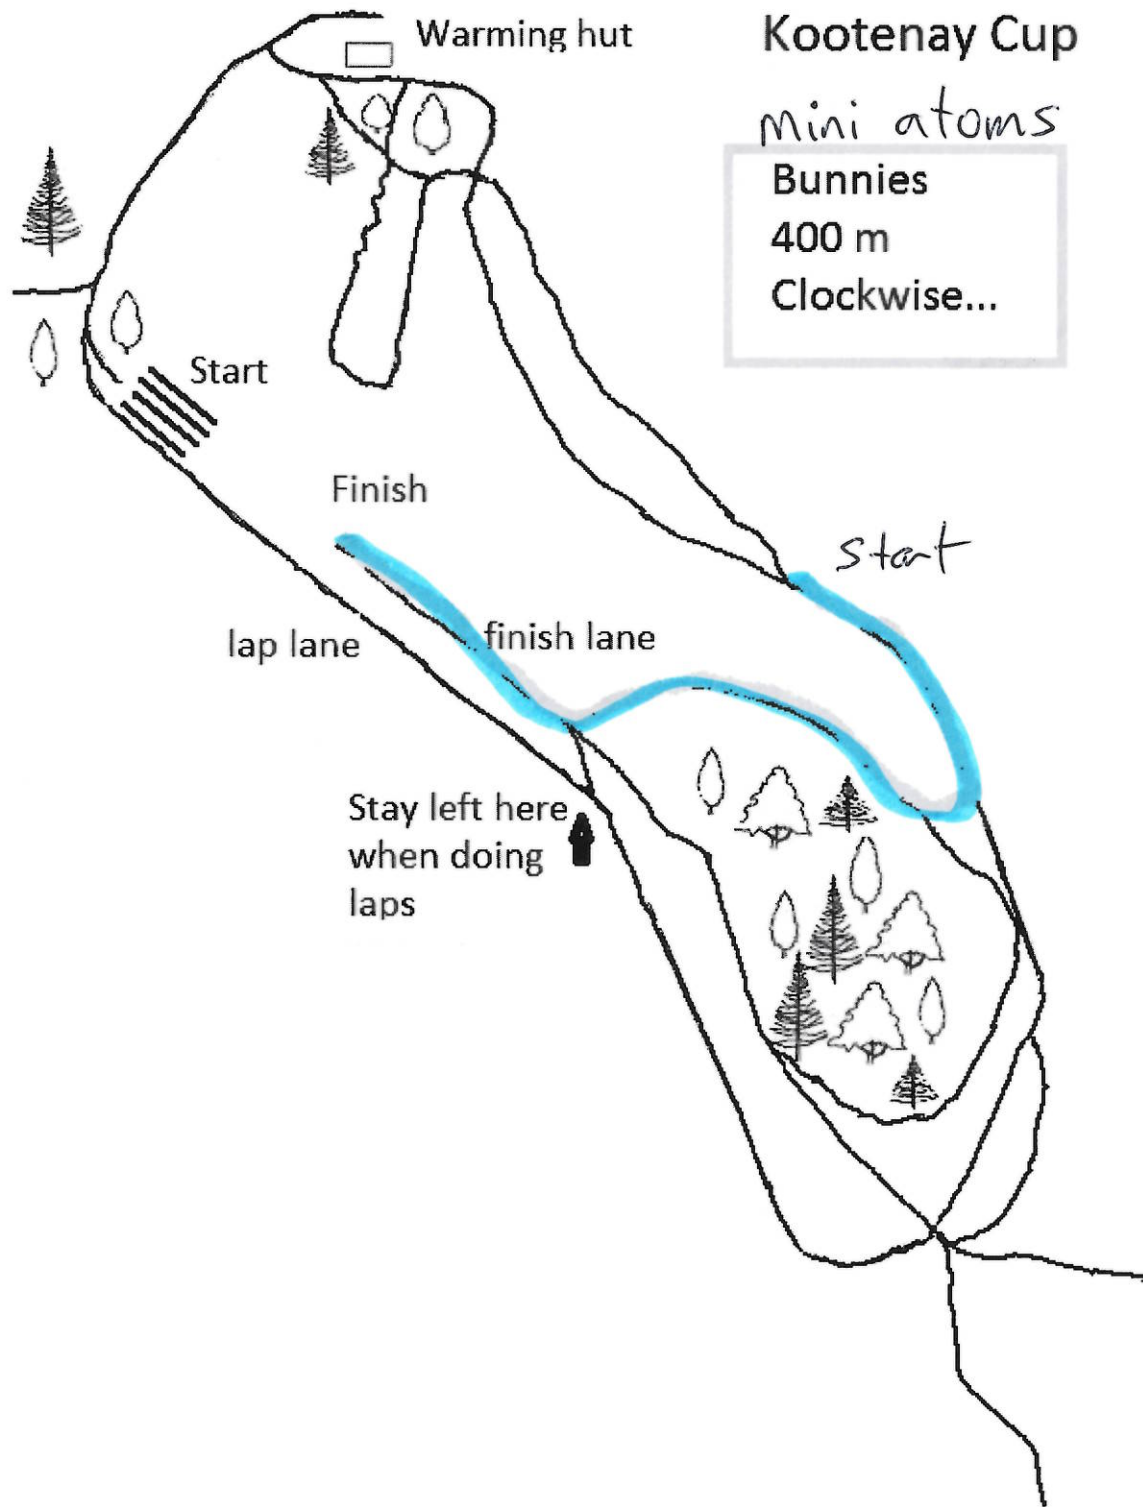 Warming hut
Kootenay Cup
mini atoms
Bunnies
400 m
Clockwise...
Start
Finish
start
finish lane
lap lane
Stay left here
when doing
laps